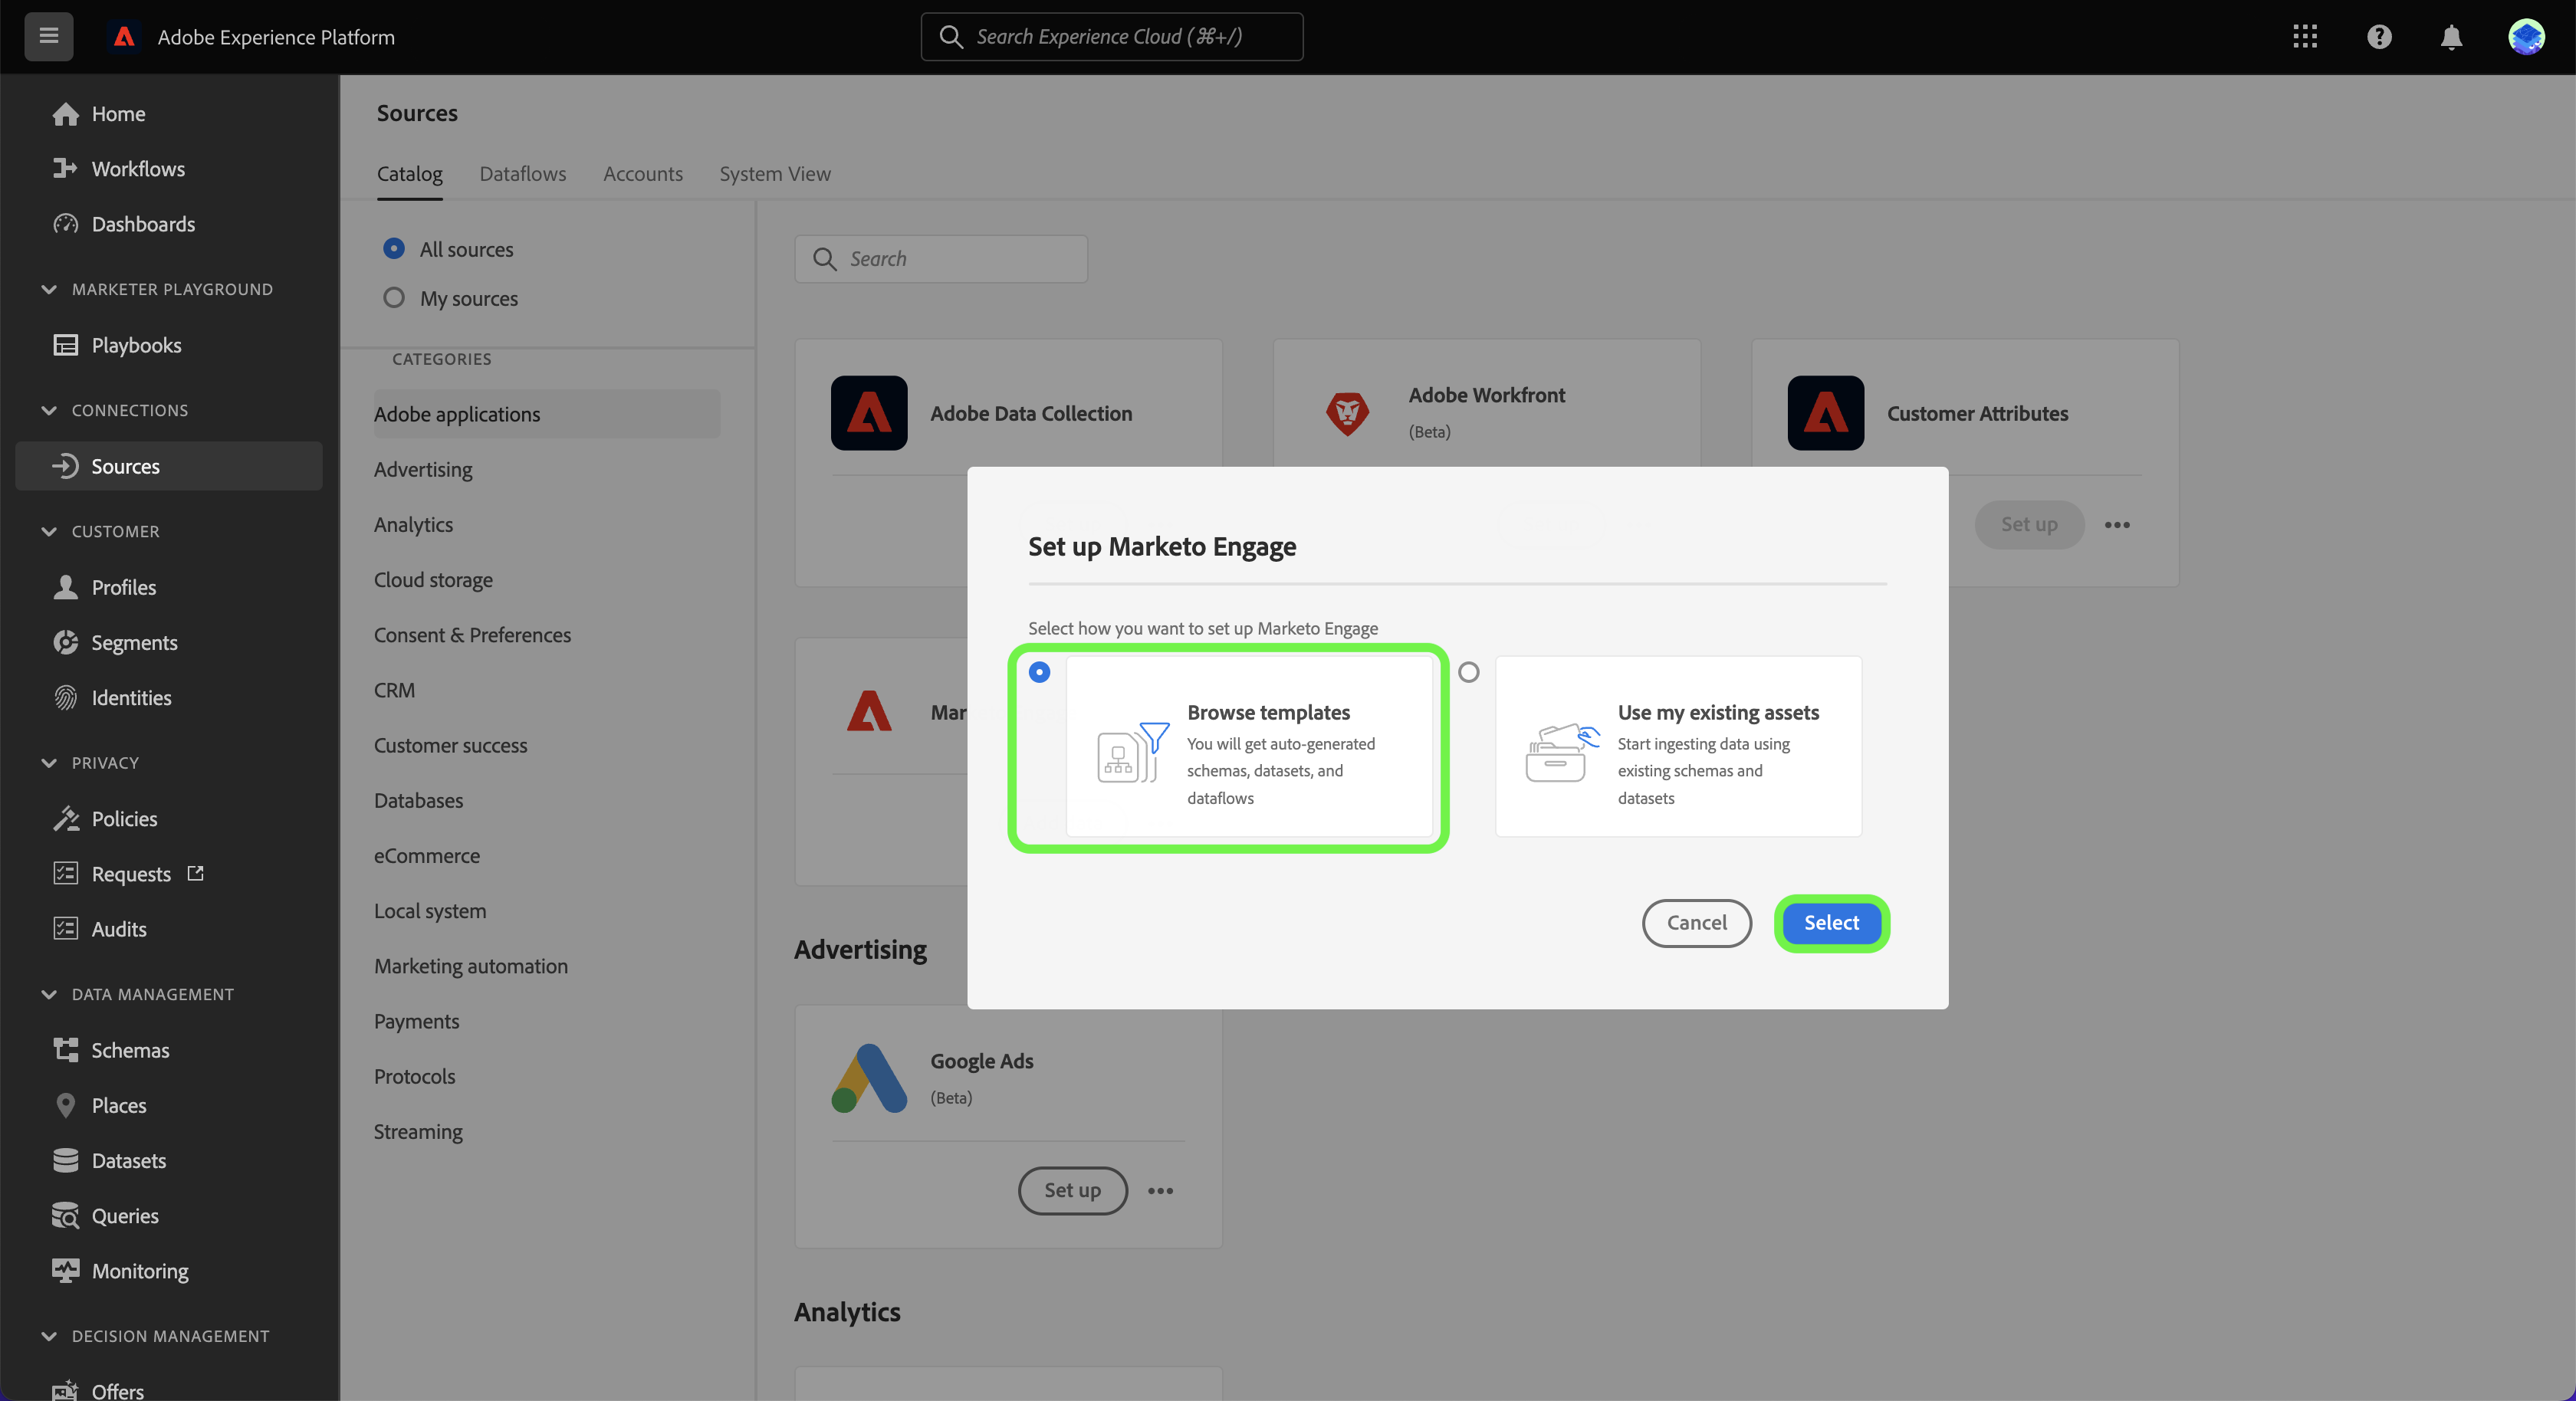 Adobe Experience Platform
Search Experience Cloud (⌘+/)
Home
Workflows
Dashboards
MARKETER PLAYGROUND
Playbooks
CONNECTIONS
Sources
CUSTOMER
Profiles
Segments
Identities
PRIVACY
Policies
Requests
Audits
DATA MANAGEMENT
Schemas
Places
Datasets
Queries
Monitoring
DECISION MANAGEMENT
Offers
Sources
Catalog Dataflows Accounts System View
All sources
My sources
CATEGORIES
Adobe applications
Advertising
Analytics
Cloud storage
Consent & Preferences
CRM
Customer success
Databases
eCommerce
Local system
Marketing automation
Payments
Protocols
Streaming
Search
Adobe Data Collection
Adobe Workfront
(Beta)
Customer Attributes
Set up
Mar
Set up Marketo Engage
Select how you want to set up Marketo Engage
Browse templates
You will get auto-generated
schemas, datasets, and
dataflows
Use my existing assets
Start ingesting data using
existing schemas and
datasets
Cancel
Select
Advertising
Google Ads
(Beta)
Set up
Analytics